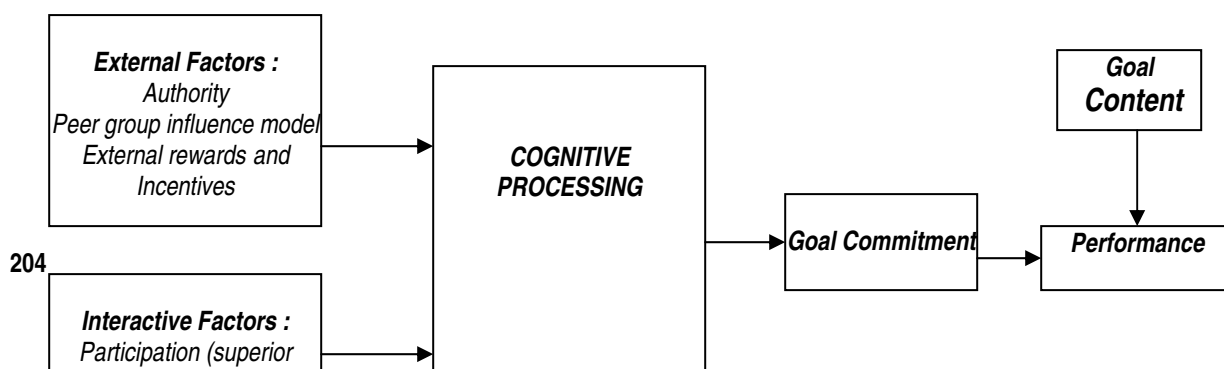 External Factors :
Authority
Peer group influence model
External rewards and
Incentives
204
Interactive Factors :
Participation (superior
COGNITIVE
PROCESSING
Goal Commitment
Goal
Content
Performance